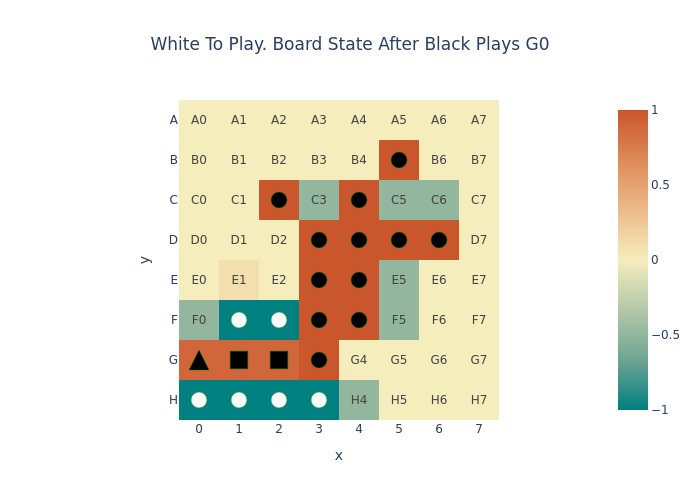 White To Play. Board State After Black Plays G0
A A0 A1 A2 A3 A4 A5 A6 A7
B B0 B1 B2 B3 B4 B6 B7
C C0 C1 C3 C5 C6 C7
D D0 D1 D2 D7
E E0 E1 E2 E5 E6 E7
F F0 F5 F6 F7
G G4 G5 G6 G7
H H4 H5 H6 H7
0 1 2 3 4 5 6 7
x
y
1
0.5
0
−0.5
−1